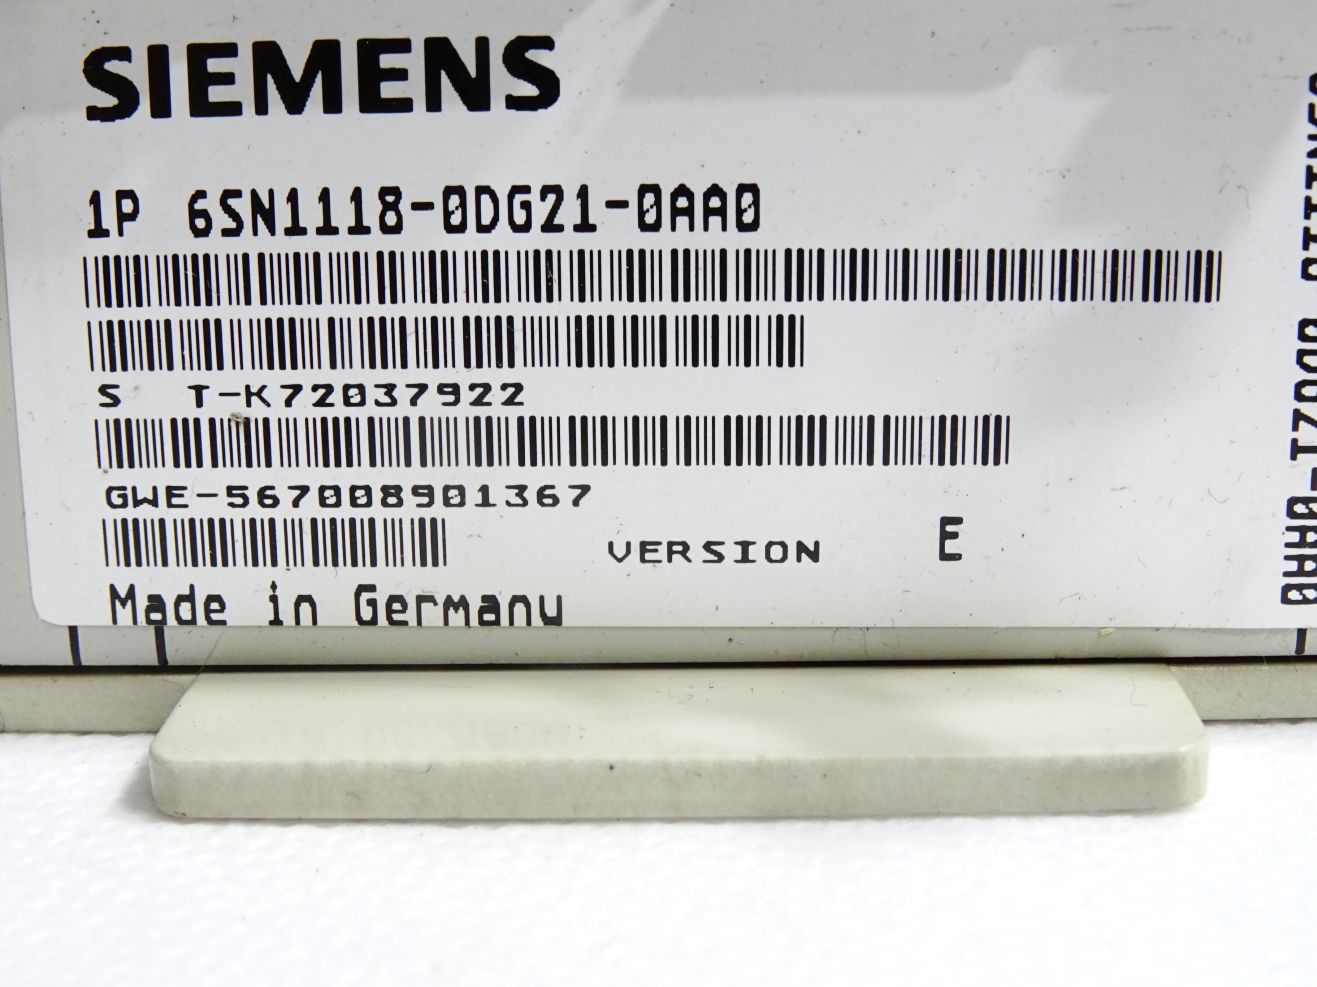 SIEMENS
1P 6SN1118-0DG21-0AA0
S T-K72037922
GWE-567008901367
VERSION E
Made in Germany